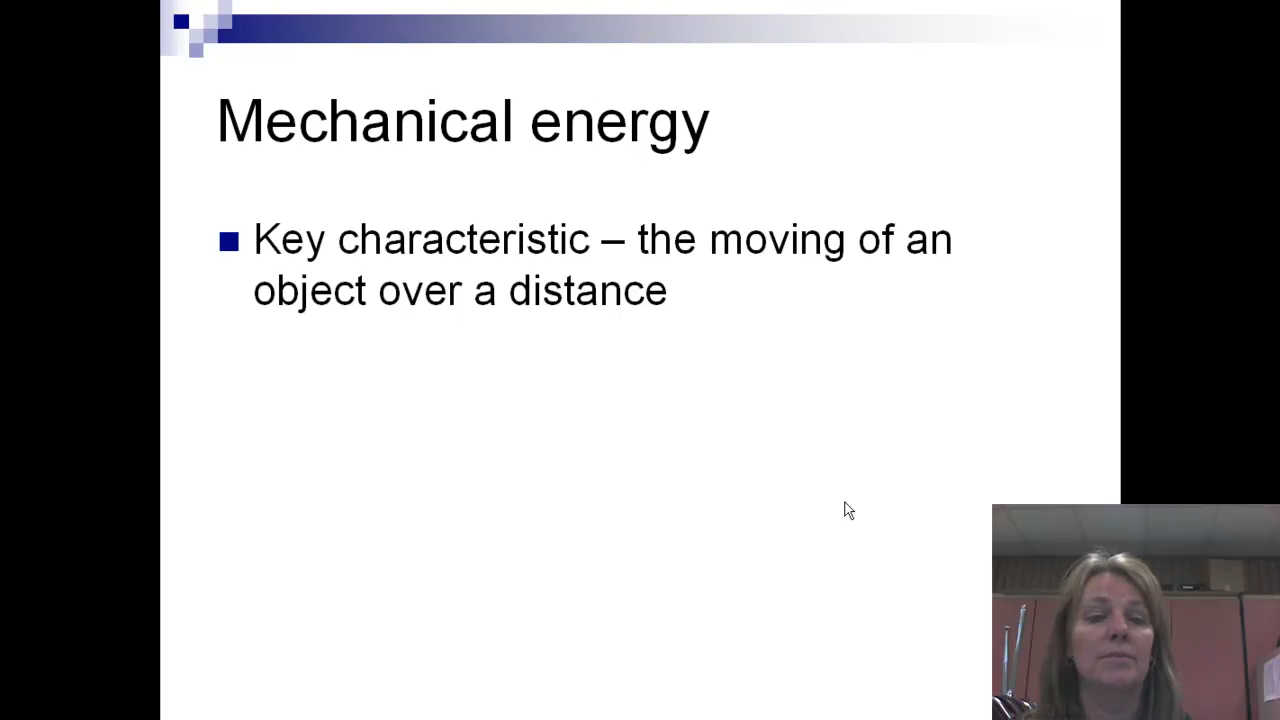 Mechanical energy
Key characteristic – the moving of an
object over a distance